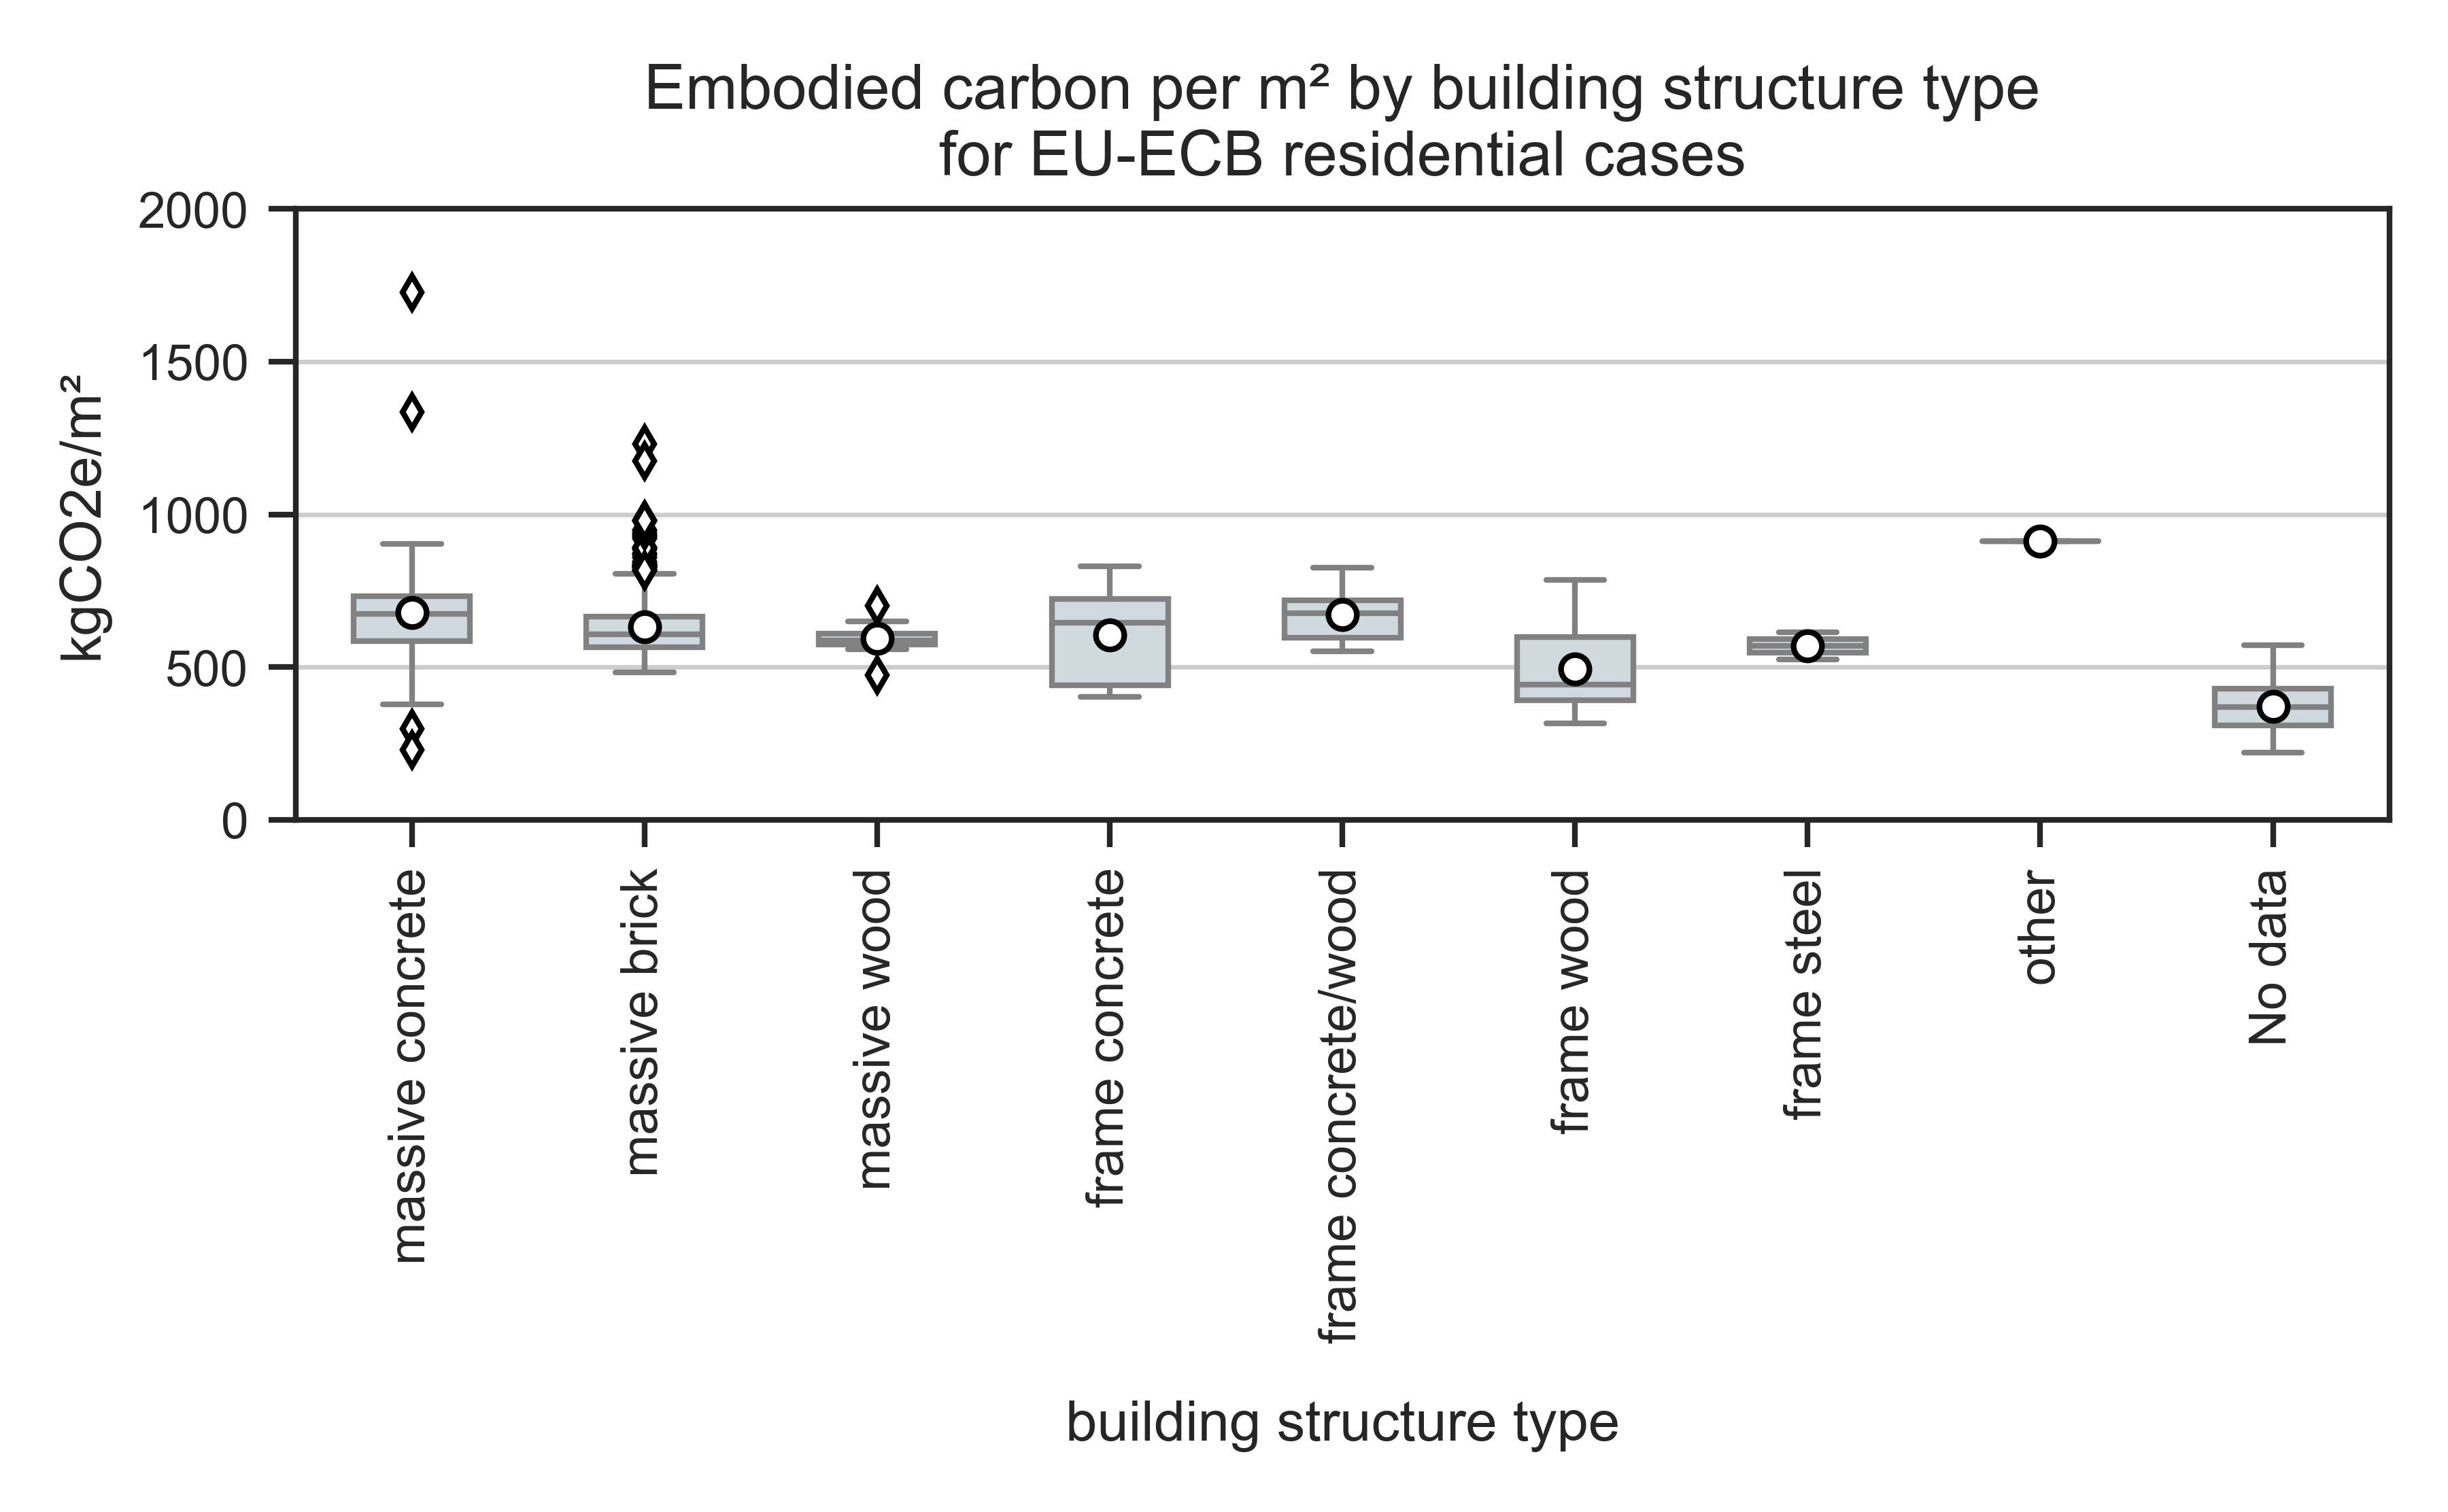 Embodied carbon per m² by building structure type
for EU-ECB residential cases
kgCO2e/m²
2000
1500
1000
500
0
massive concrete
massive brick
massive wood
frame concrete
frame concrete/wood
frame wood
frame steel
other
No data
building structure type